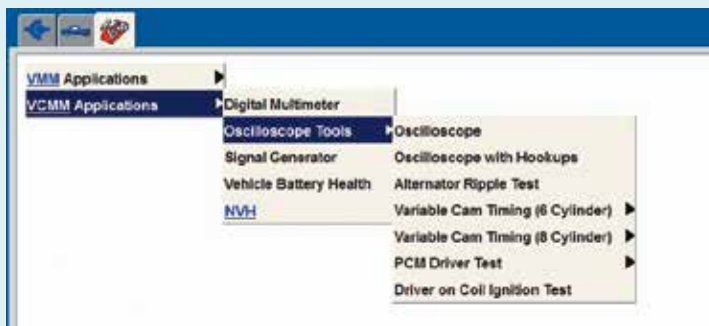 VMM Applications
VCMM Applications
Digital Multimeter
Oscilloscope Tools
Signal Generator
Vehicle Battery Health
NVH
Oscilloscope
Oscilloscope with Hookups
Alternator Ripple Test
Variable Cam Timing (6 Cylinder)
Variable Cam Timing (8 Cylinder)
PCM Driver Test
Driver on Coil Ignition Test